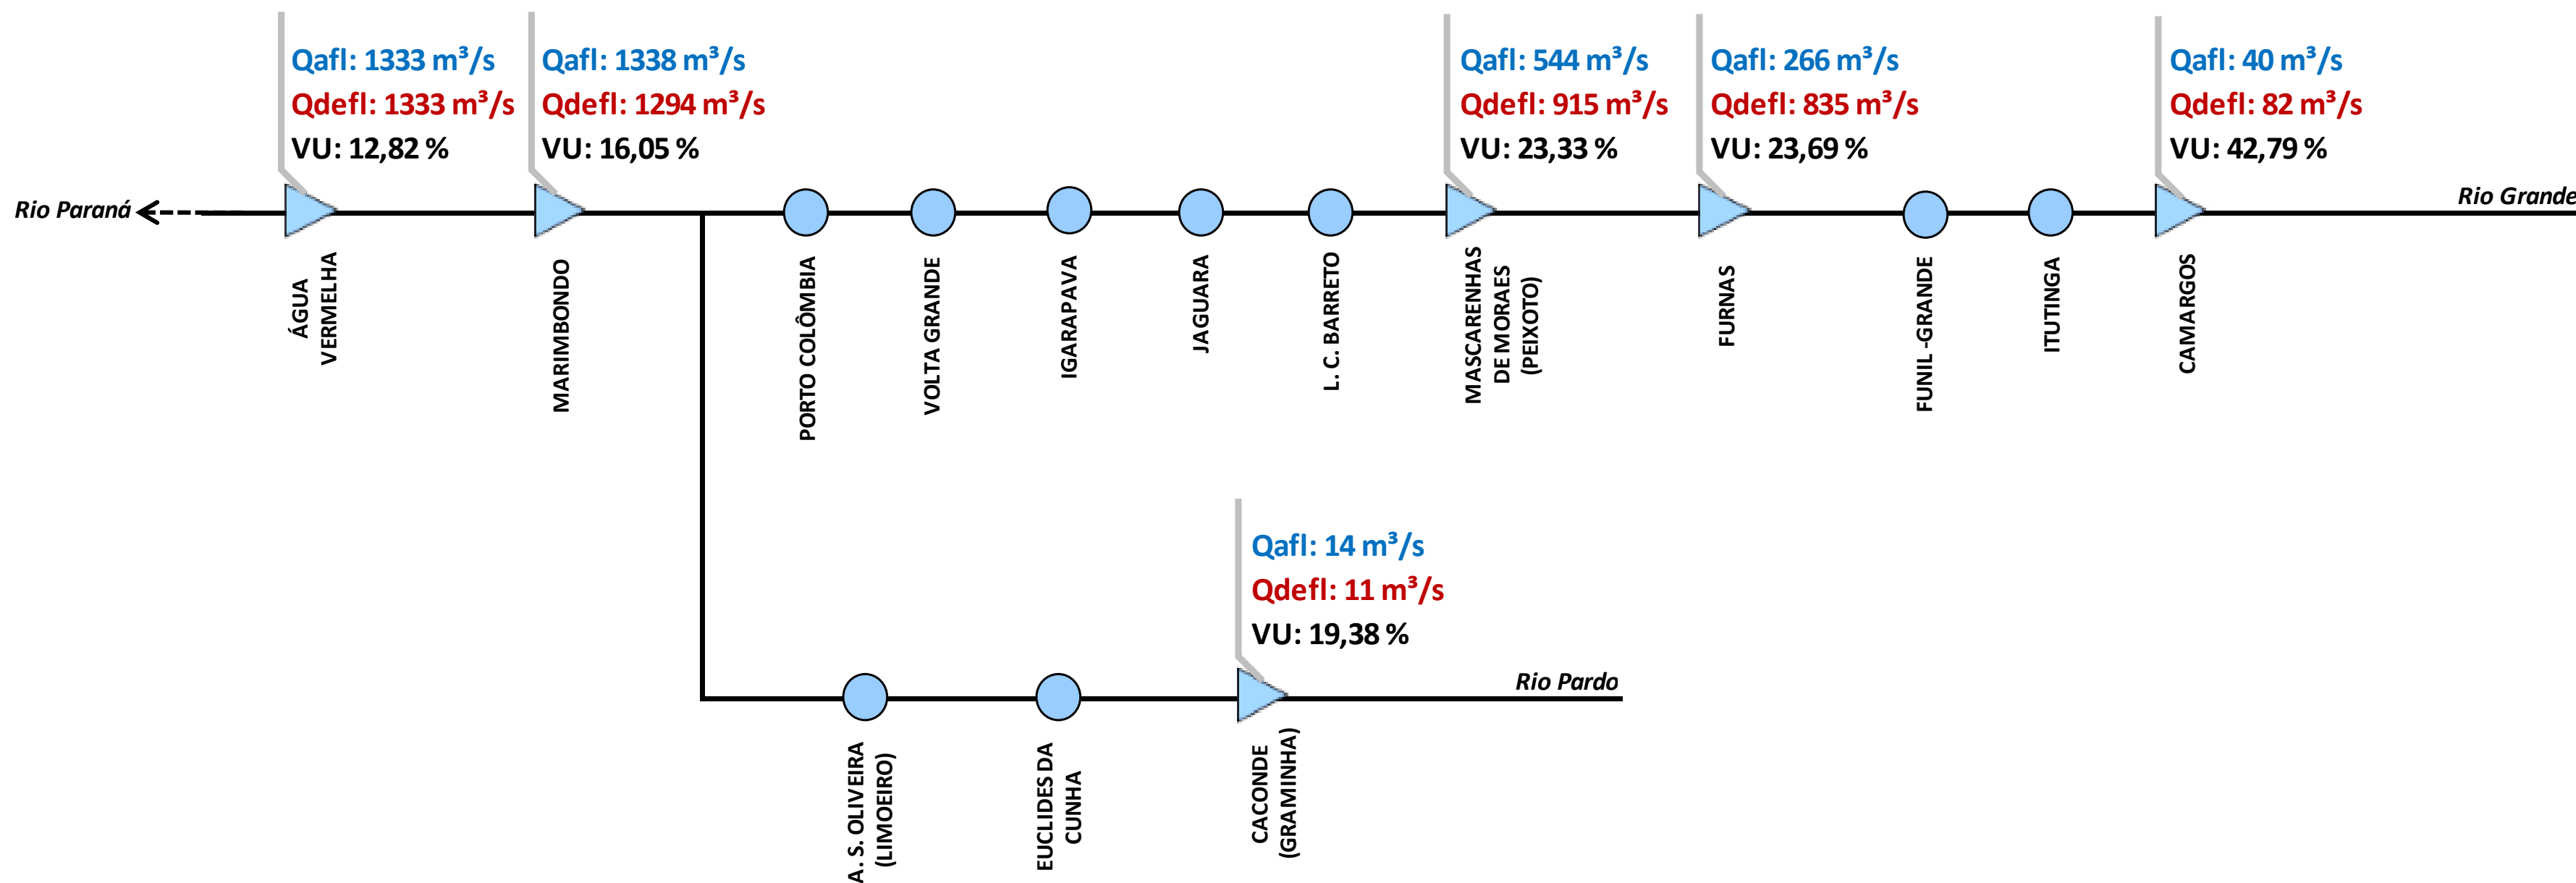 Qafl: 1333 m³/s
Qdefl: 1333 m³/s
VU: 12,82 %
Qafl: 1338 m³/s
Qdefl: 1294 m³/s
VU: 16,05 %
Qafl: 544 m³/s
Qdefl: 915 m³/s
VU: 23,33 %
Qafl: 266 m³/s
Qdefl: 835 m³/s
VU: 23,69 %
Qafl: 40 m³/s
Qdefl: 82 m³/s
VU: 42,79 %
Rio Paraná
Rio Grande
ÁGUA
VERMELHA
MARIMBONDO
PORTO COLÔMBIA
VOLTA GRANDE
IGARAPAVA
JAGUARA
L. C. BARRETO
MASCARENHAS
DE MORAES
(PEIXOTO)
FURNAS
FUNIL -GRANDE
ITUTINGA
CAMARGOS
Qafl: 14 m³/s
Qdefl: 11 m³/s
VU: 19,38 %
Rio Pardo
A. S. OLIVEIRA
(LIMOEIRO)
EUCLIDES DA
CUNHA
CACONDE
(GRAMINHA)